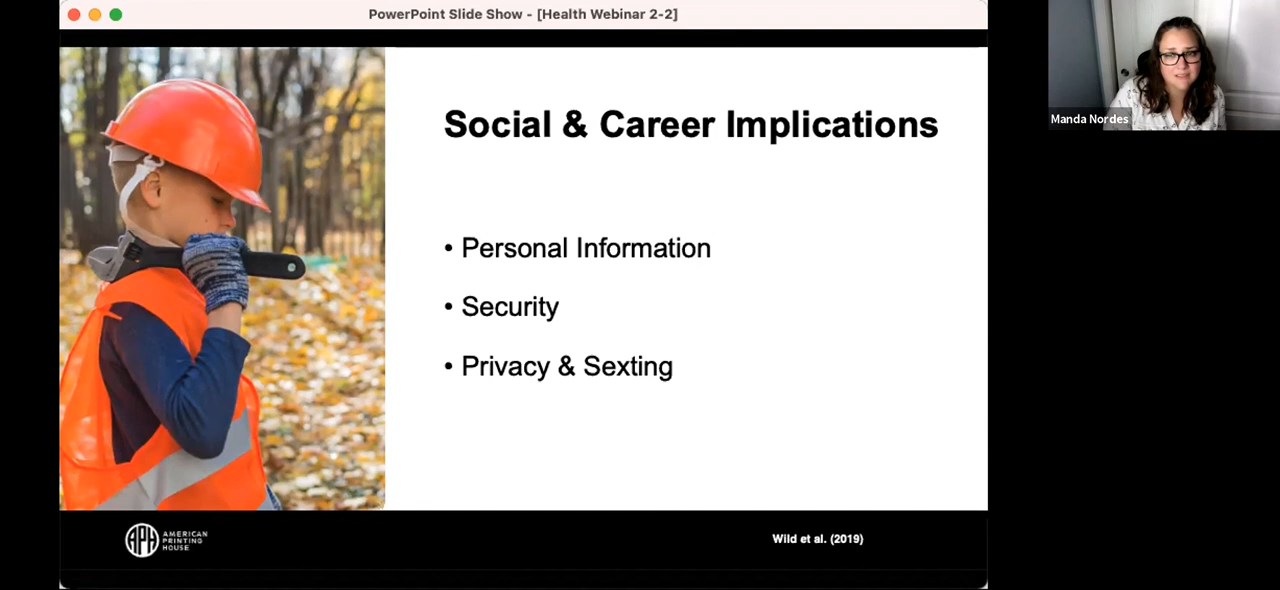 PowerPoint Slide Show - [Health Webinar 2-2]
Manda Nordes
Social & Career Implications
• Personal Information
• Security
• Privacy & Sexting
APH
AMERICAN
PRINTING
HOUSE
Wild et al. (2019)